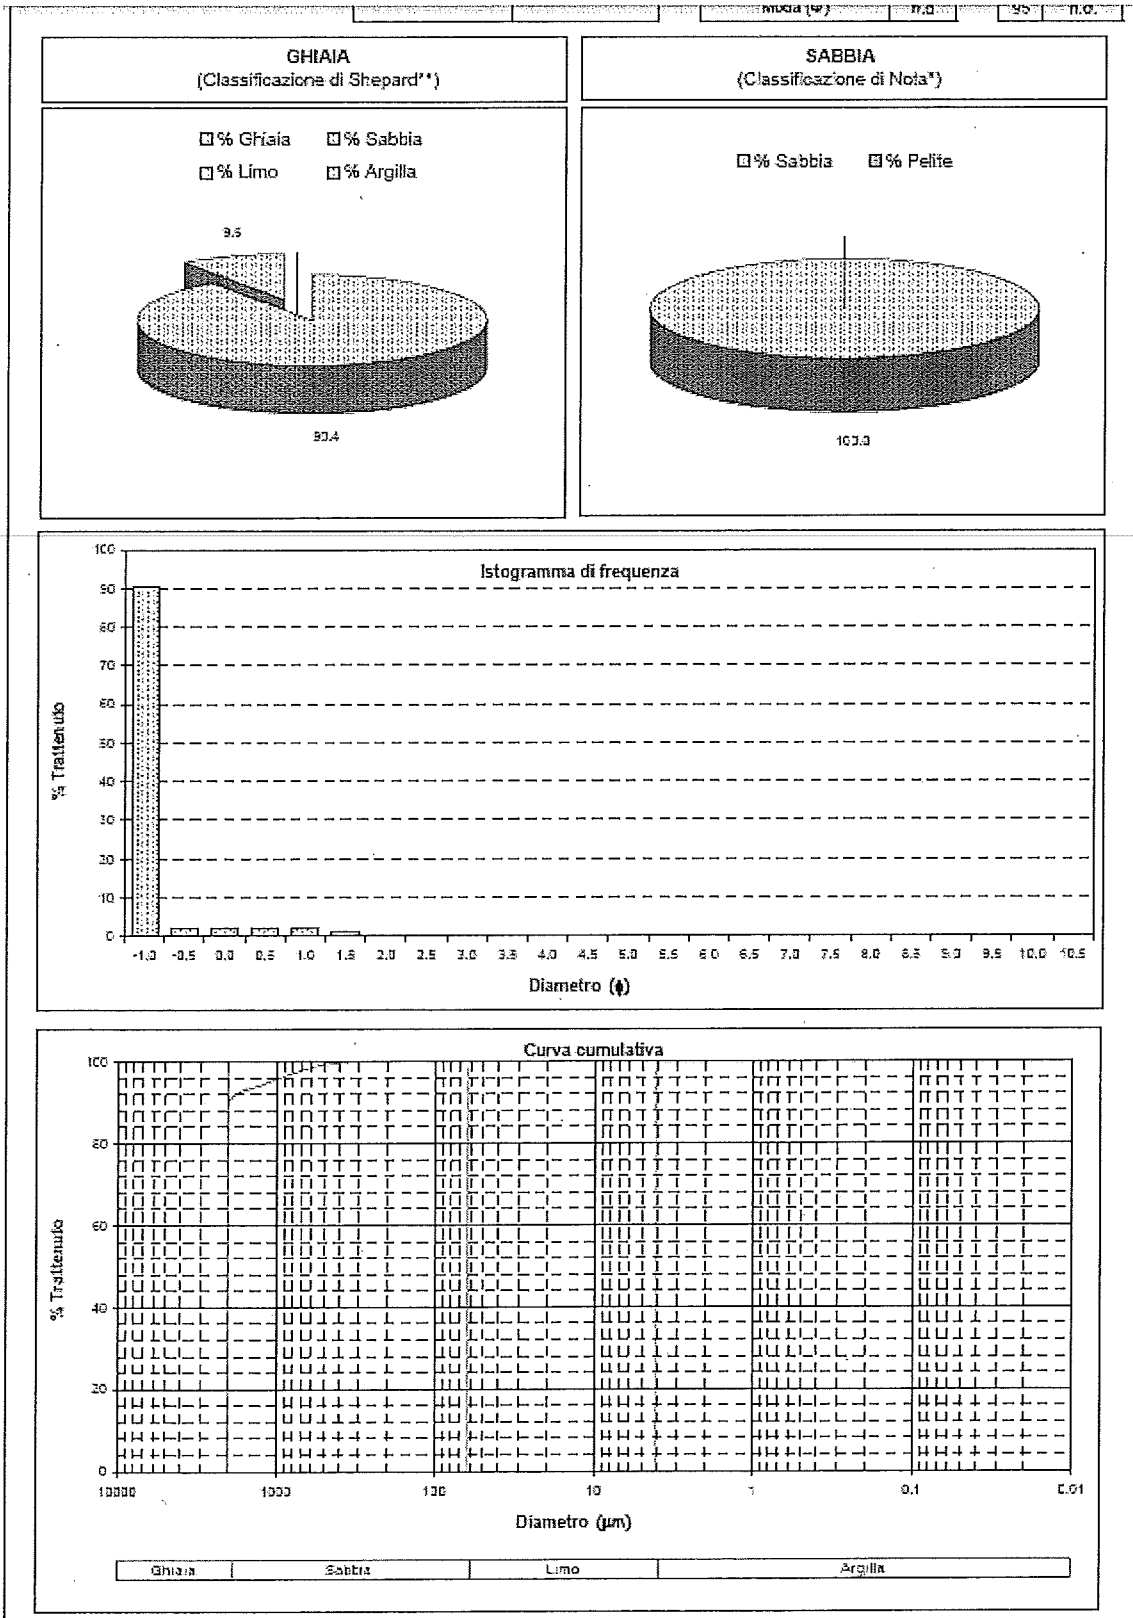 Moda (Φ) n.d 95 n.d.
GHIAIA
(Classificazione di Shepard**)
SABBIA
(Classificazione di Nota*)
% Ghiaia % Sabbia
% Limo % Argilla
% Sabbia % Pelite
9.6
90.4
100.0
Istogramma di frequenza
% Trattenuto
100
90
80
70
60
50
40
30
20
10
0
-1.0 -0.5 0.0 0.5 1.0 1.5 2.0 2.5 3.0 3.5 4.0 4.5 5.0 5.5 6.0 6.5 7.0 7.5 8.0 8.5 9.0 9.5 10.0 10.5
Diametro (ϕ)
Curva cumulativa
% Trattenuto
100
80
60
40
20
0
10000 1000 100 10 1 0.1 0.01
Diametro (µm)
Ghiaia Sabbia Limo Argilla